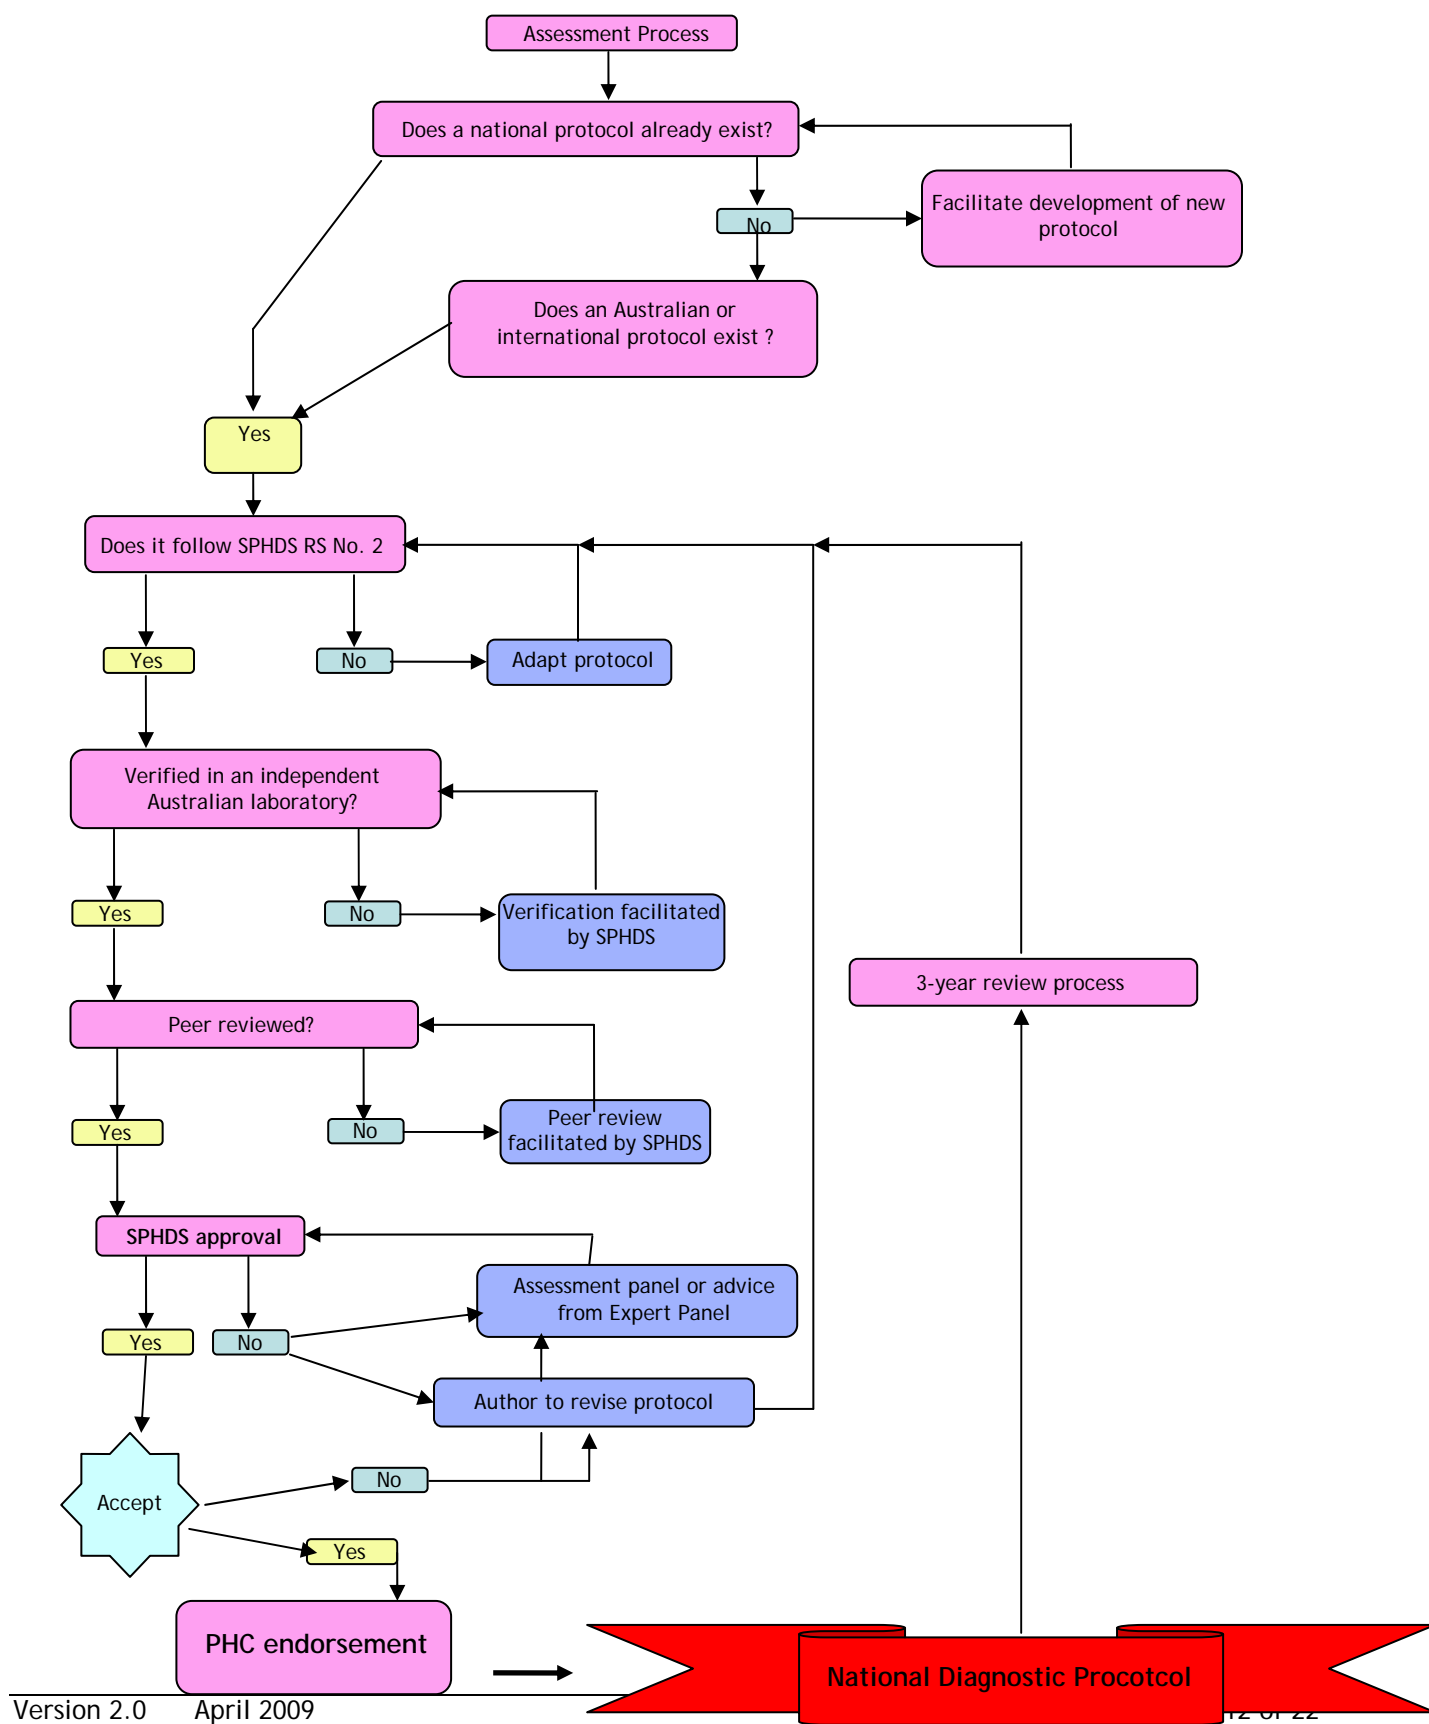 Assessment Process
Does a national protocol already exist?
No
Facilitate development of new
protocol
Does an Australian or
international protocol exist ?
Yes
Does it follow SPHDS RS No. 2
Yes
No
Adapt protocol
Verified in an independent
Australian laboratory?
Yes
No
Verification facilitated
by SPHDS
3-year review process
Peer reviewed?
Yes
No
Peer review
facilitated by SPHDS
SPHDS approval
Assessment panel or advice
from Expert Panel
Yes
No
Author to revise protocol
Accept
No
Yes
PHC endorsement
National Diagnostic Procotcol
Version 2.0 April 2009
12 of 22